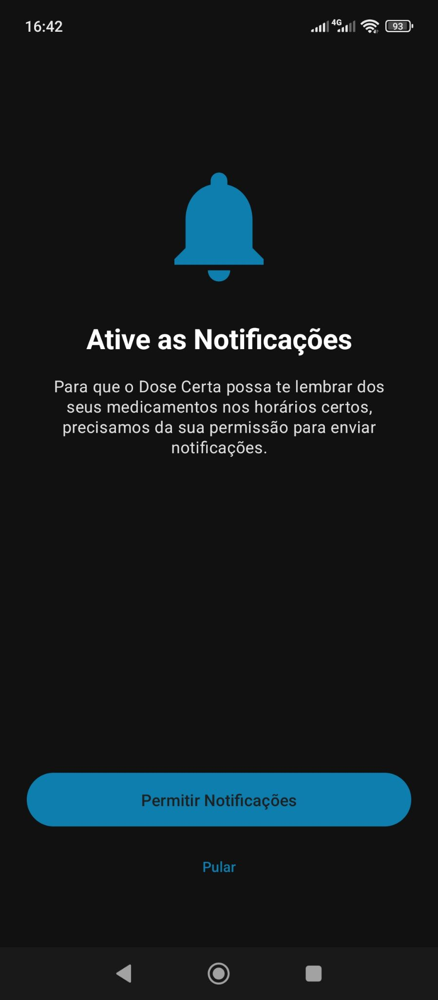 16:42
4G
93
Ative as Notificações
Para que o Dose Certa possa te lembrar dos
seus medicamentos nos horários certos,
precisamos da sua permissão para enviar
notificações.
Permitir Notificações
Pular